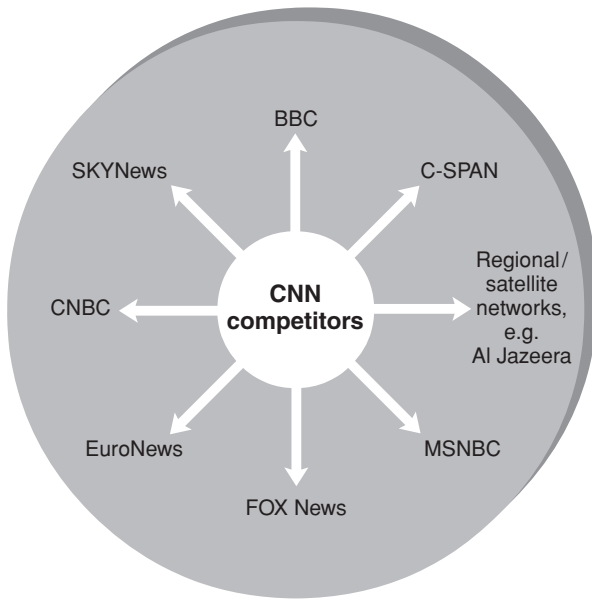 BBC
SKYNews
C-SPAN
Regional/
satellite
networks,
e.g.
Al Jazeera
CNN
competitors
CNBC
EuroNews
MSNBC
FOX News